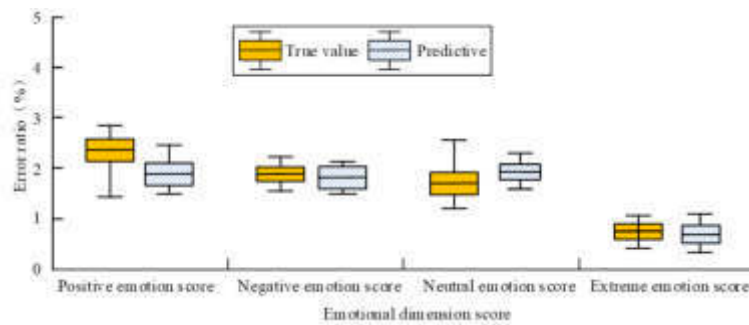 5
True value Predictive
4
3
2
1
0
Error ratio (%)
Positive emotion score Negative emotion score Neutral emotion score Extreme emotion score
Emotional dimension score